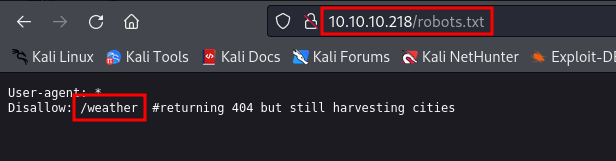 10.10.10.218/robots.txt
Kali Linux Kali Tools Kali Docs Kali Forums Kali NetHunter Exploit-DB
User-agent: *
Disallow: /weather #returning 404 but still harvesting cities